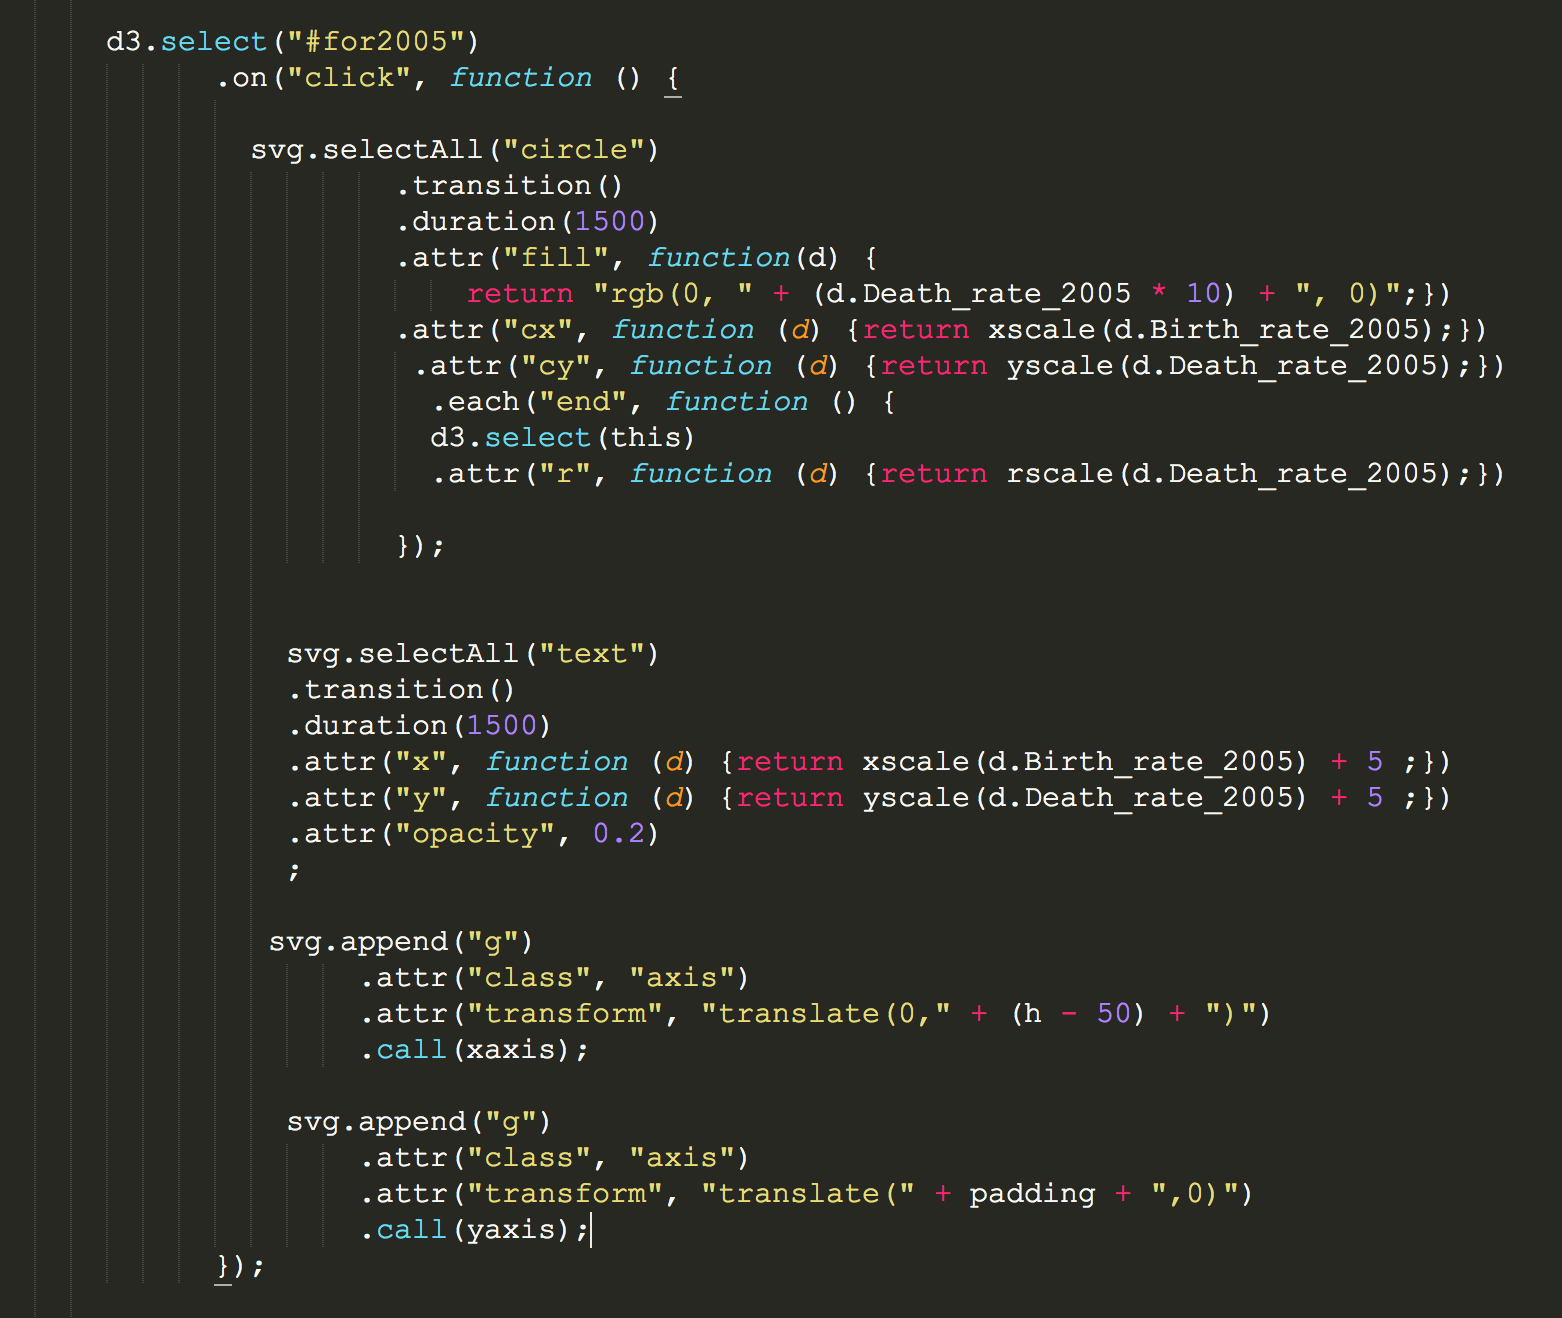 d3.select("#for2005")
.on("click", function () {
svg.selectAll("circle")
.transition()
.duration(1500)
.attr("fill", function(d) {
return "rgb(0, " + (d.Death_rate_2005 * 10) + ", 0)";})
.attr("cx", function (d) {return xscale(d.Birth_rate_2005);})
.attr("cy", function (d) {return yscale(d.Death_rate_2005);})
.each("end", function () {
d3.select(this)
.attr("r", function (d) {return rscale(d.Death_rate_2005);})
});
svg.selectAll("text")
.transition()
.duration(1500)
.attr("x", function (d) {return xscale(d.Birth_rate_2005) + 5 ;})
.attr("y", function (d) {return yscale(d.Death_rate_2005) + 5 ;})
.attr("opacity", 0.2)
;
svg.append("g")
.attr("class", "axis")
.attr("transform", "translate(0," + (h - 50) + ")")
.call(xaxis);
svg.append("g")
.attr("class", "axis")
.attr("transform", "translate(" + padding + ",0)")
.call(yaxis);
});